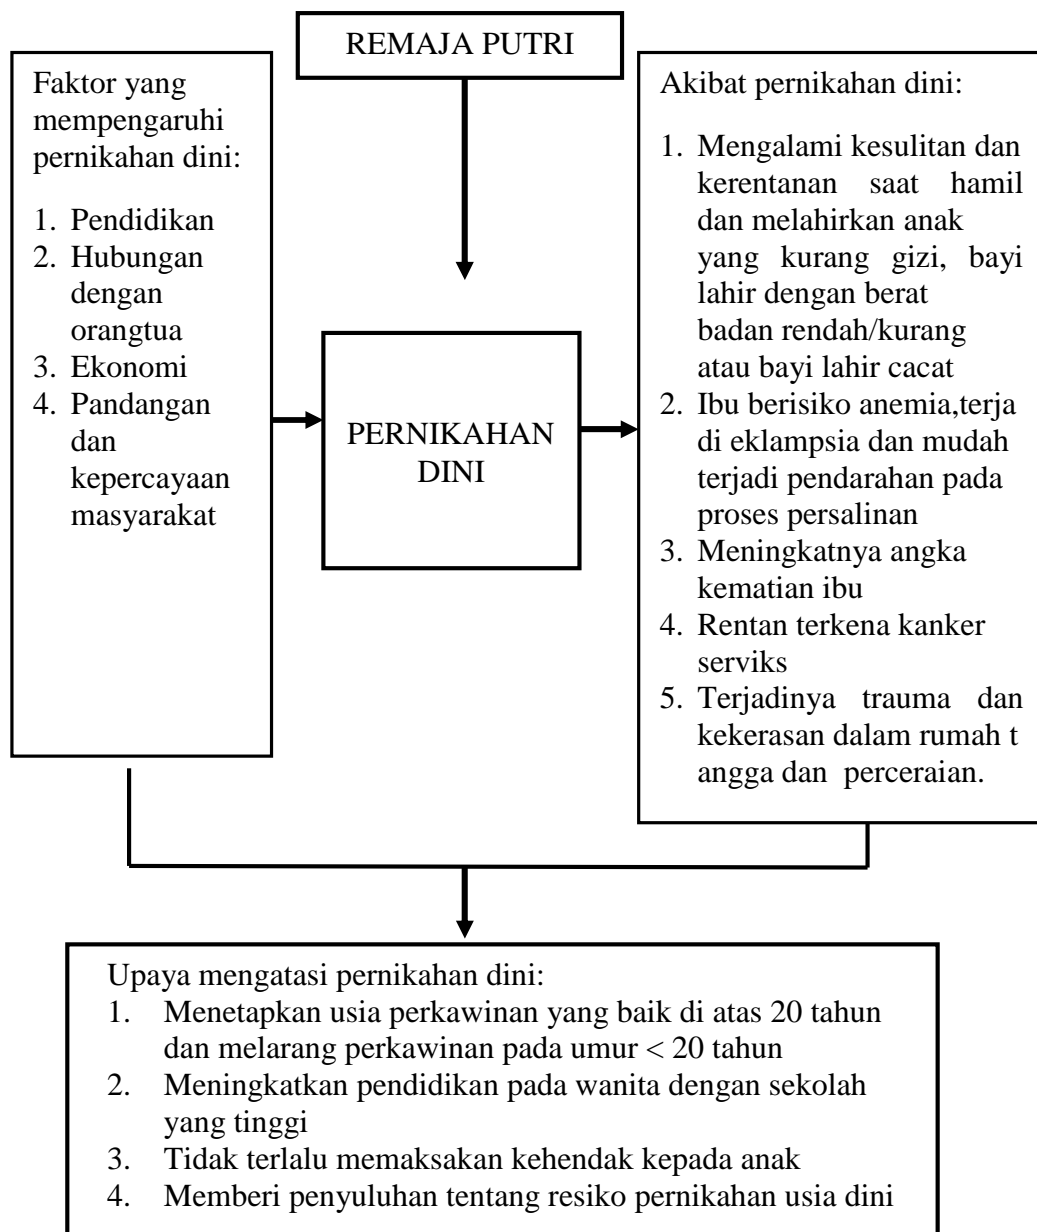 REMAJA PUTRI
Faktor yang
mempengaruhi
pernikahan dini:
1. Pendidikan
2. Hubungan
dengan
orangtua
3. Ekonomi
4. Pandangan
dan
kepercayaan
masyarakat
PERNIKAHAN
DINI
Akibat pernikahan dini:
1. Mengalami kesulitan dan
kerentanan saat hamil
dan melahirkan anak
yang kurang gizi, bayi
lahir dengan berat
badan rendah/kurang
atau bayi lahir cacat
2. Ibu berisiko anemia,terja
di eklampsia dan mudah
terjadi pendarahan pada
proses persalinan
3. Meningkatnya angka
kematian ibu
4. Rentan terkena kanker
serviks
5. Terjadinya trauma dan
kekerasan dalam rumah t
angga dan perceraian.
Upaya mengatasi pernikahan dini:
1. Menetapkan usia perkawinan yang baik di atas 20 tahun
dan melarang perkawinan pada umur < 20 tahun
2. Meningkatkan pendidikan pada wanita dengan sekolah
yang tinggi
3. Tidak terlalu memaksakan kehendak kepada anak
4. Memberi penyuluhan tentang resiko pernikahan usia dini